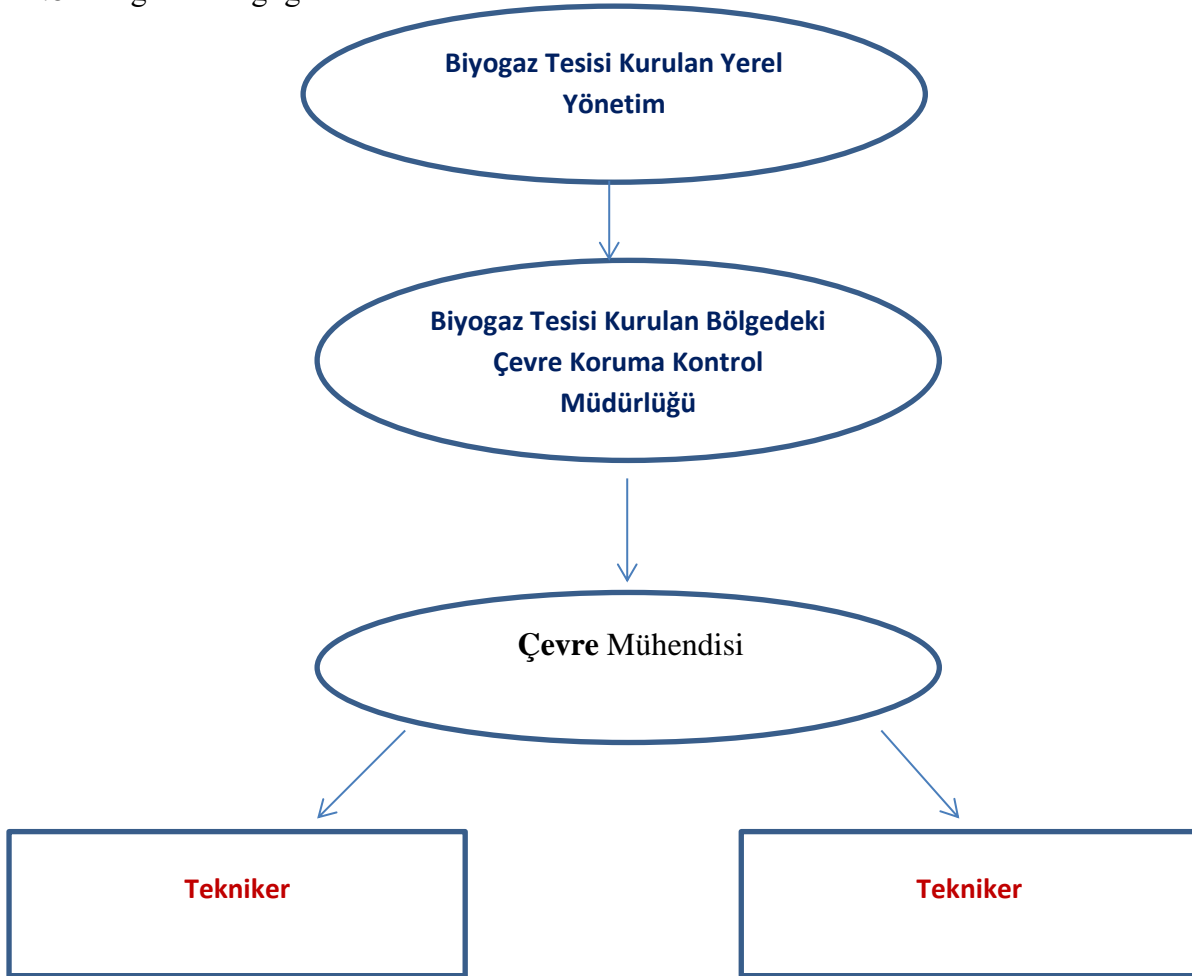 Biyogaz Tesisi Kurulan Yerel
Yönetim
Biyogaz Tesisi Kurulan Bölgedeki
Çevre Koruma Kontrol
Müdürlüğü
Çevre Mühendisi
Tekniker
Tekniker